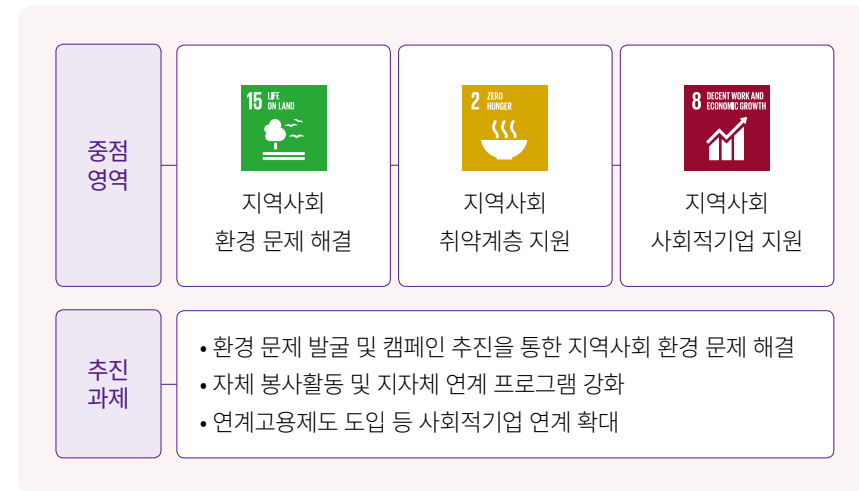 중점
영역
15 LIFE
ON LAND
지역사회
환경 문제 해결
2 ZERO
HUNGER
지역사회
취약계층 지원
8 DECENT WORK AND
ECONOMIC GROWTH
지역사회
사회적기업 지원
추진
과제
• 환경 문제 발굴 및 캠페인 추진을 통한 지역사회 환경 문제 해결
• 자체 봉사활동 및 지자체 연계 프로그램 강화
• 연계고용제도 도입 등 사회적기업 연계 확대